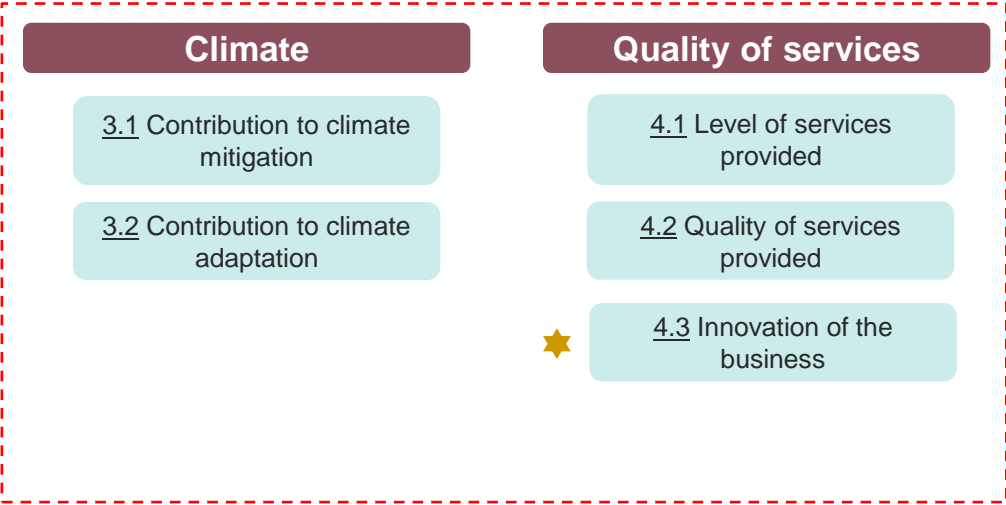 Climate
3.1 Contribution to climate
mitigation
3.2 Contribution to climate
adaptation
Quality of services
4.1 Level of services
provided
4.2 Quality of services
provided
4.3 Innovation of the
business